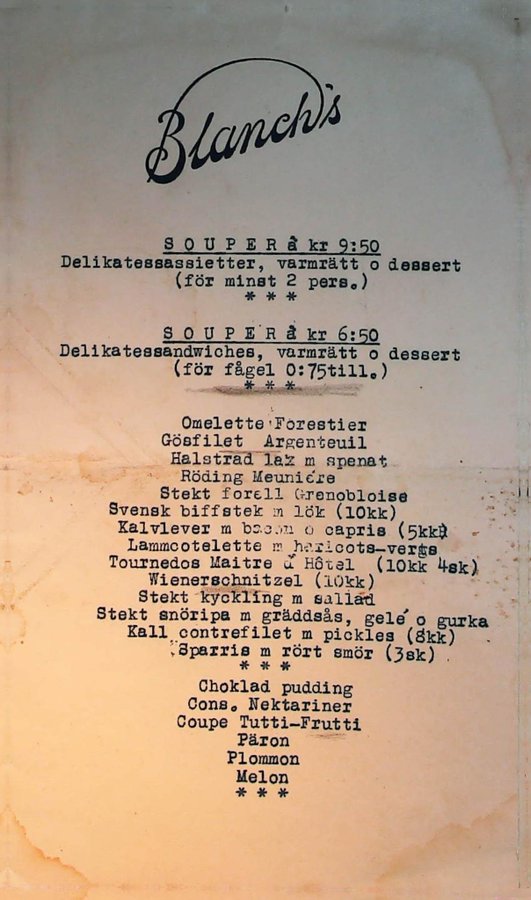 Blanch's
SOUPER à kr 9:50
Delikatessassietter, varmrätt o dessert
(för minst 2 pers.)
* * *
SOUPER à kr 6:50
Delikatessandwiches, varmrätt o dessert
(för fågel 0:75till.)
* * *
Omelette Forestier
Gösfilet Argenteuil
Halstrad lax m spenat
Röding Meuniére
Stekt forell Grenobloise
Svensk biffstek m lök (10kk)
Kalvlever m bacon o capris (5kk)
Lammcotelette m haricots-verts
Tournedos Maitre d Hôtel (10kk 4sk)
Wienerschnitzel (10kk)
Stekt kyckling m sallad
Stekt snöripa m gräddsås, gelé o gurka
Kall contrefilet m pickles (8kk)
Sparris m rört smör (3sk)
* * *
Choklad pudding
Cons. Nektariner
Coupe Tutti-Frutti
Päron
Plommon
Melon
* * *